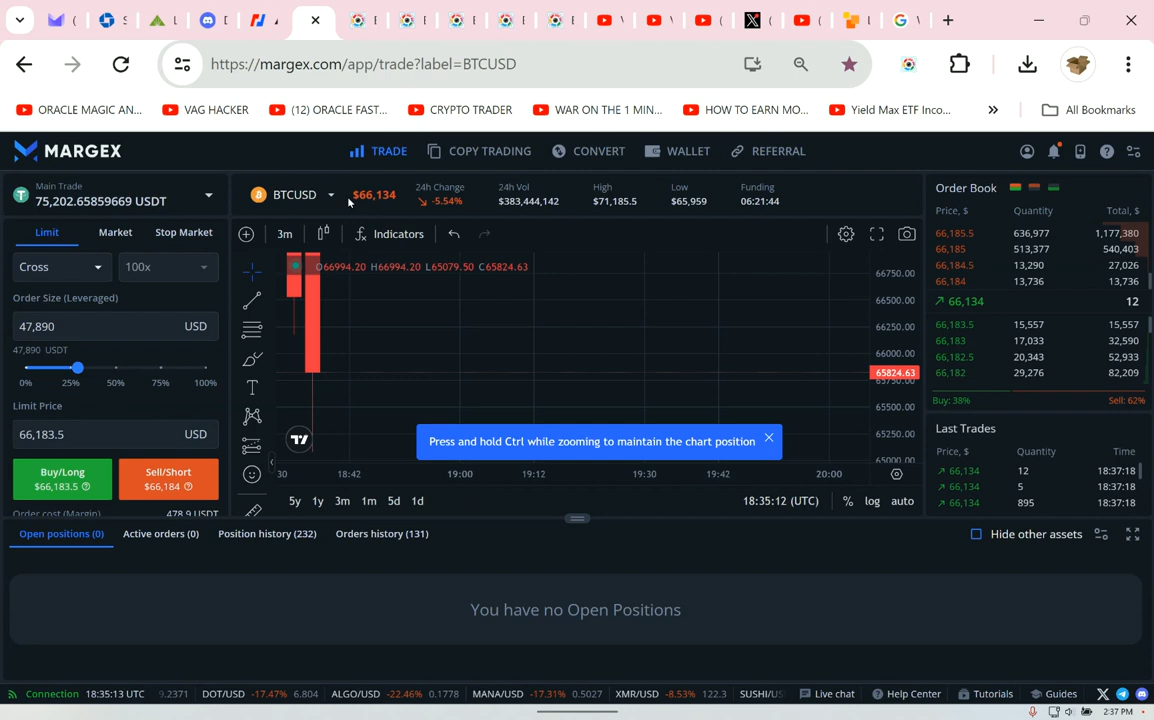 https://margex.com/app/trade?label=BTCUSD
ORACLE MAGIC AN... VAG HACKER (12) ORACLE FAST... CRYPTO TRADER WAR ON THE 1 MIN... HOW TO EARN MO... Yield Max ETF Inco... » All Bookmarks
MARGEX TRADE COPY TRADING CONVERT WALLET REFERRAL
Main Trade
75,202.65859669 USDT
BTCUSD $66,134
24h Change
-5.54%
24h Vol
$383,444,142
High
$71,185.5
Low
$65,959
Funding
06:21:44
Limit Market Stop Market
Cross 100x
Order Size (Leveraged)
47,890 USD
47,890 USDT
0% 25% 50% 75% 100%
Limit Price
66,183.5 USD
Buy/Long
$66,183.5
Sell/Short
$66,184
Order cost (Margin) 478.9 USDT
3m Indicators
O66994.20 H66994.20 L65079.50 C65824.63
66750.00
66500.00
66250.00
66000.00
65824.63
65750.00
65500.00
65250.00
65000.00
Press and hold Ctrl while zooming to maintain the chart position
30 18:42 19:00 19:12 19:30 19:42 20:00
5y 1y 3m 1m 5d 1d 18:35:12 (UTC) % log auto
Order Book
Price, $ Quantity Total, $
66,185.5 636,977 1,177,380
66,185 513,377 540,403
66,184.5 13,290 27,026
66,184 13,736 13,736
66,134 12
66,183.5 15,557 15,557
66,183 17,033 32,590
66,182.5 20,343 52,933
66,182 29,276 82,209
Buy: 38% Sell: 62%
Last Trades
Price, $ Quantity Time
66,134 12 18:37:18
66,134 5 18:37:18
66,134 895 18:37:18
Open positions (0) Active orders (0) Position history (232) Orders history (131) Hide other assets
You have no Open Positions
Connection 18:35:13 UTC 9.2371 DOT/USD -17.47% 6.804 ALGO/USD -22.46% 0.1778 MANA/USD -17.31% 0.5027 XMR/USD -8.53% 122.3 SUSHI/US Live chat Help Center Tutorials Guides
2:37 PM